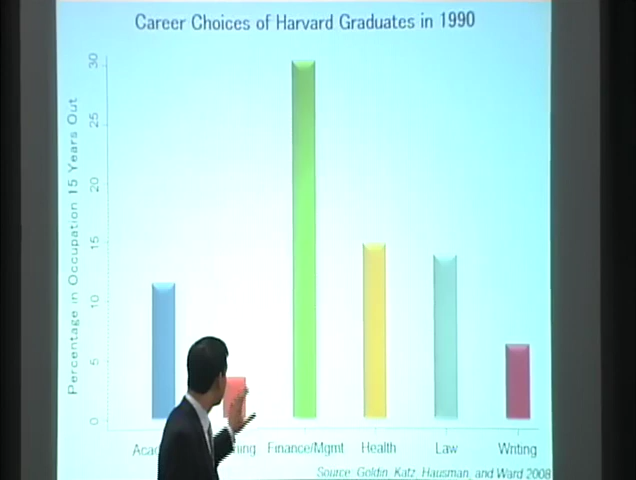 Career Choices of Harvard Graduates in 1990
Percentage in Occupation 15 Years Out
30
25
20
15
10
5
0
Finance/Mgmt Health Law Writing
Source: Goldin, Katz, Hausman, and Ward 2008